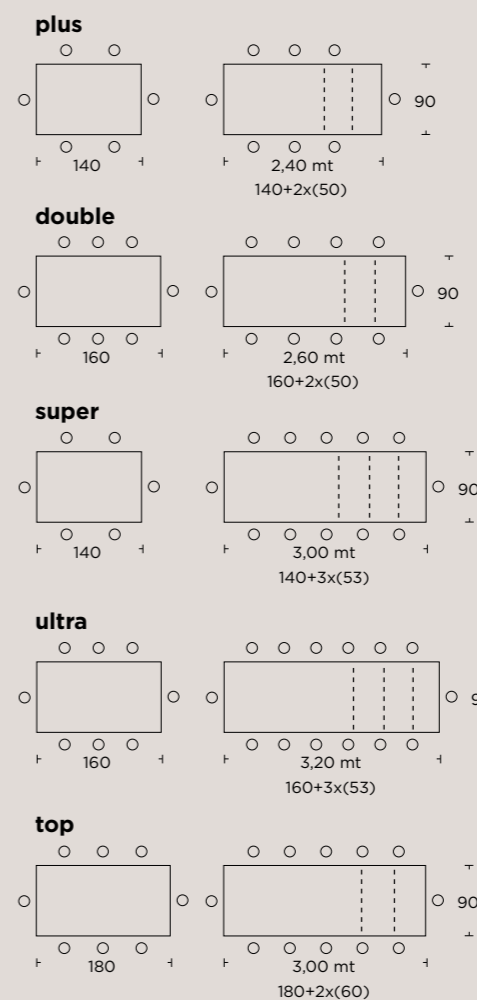 plus
90
140
2,40 mt
140+2x(50)
double
90
160
2,60 mt
160+2x(50)
super
90
140
3,00 mt
140+3x(53)
ultra
160
3,20 mt
160+3x(53)
top
90
180
3,00 mt
180+2x(60)